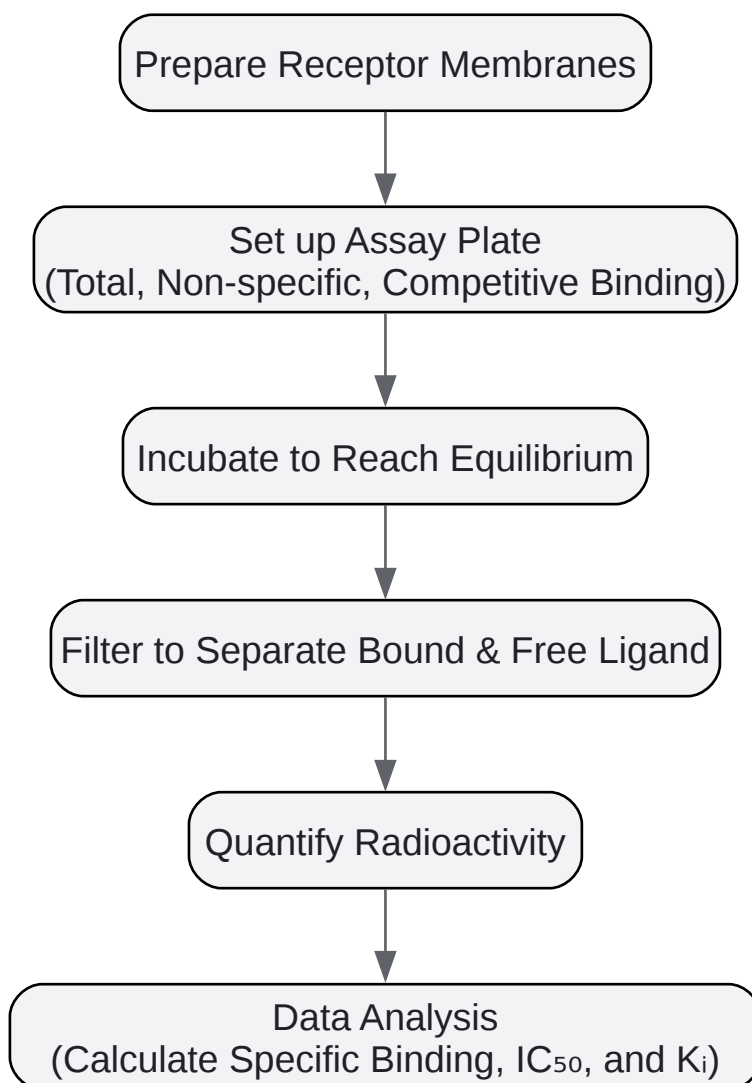 Prepare Receptor Membranes
Set up Assay Plate
(Total, Non-specific, Competitive Binding)
Incubate to Reach Equilibrium
Filter to Separate Bound & Free Ligand
Quantify Radioactivity
Data Analysis
(Calculate Specific Binding, IC₅₀, and Kᵢ)